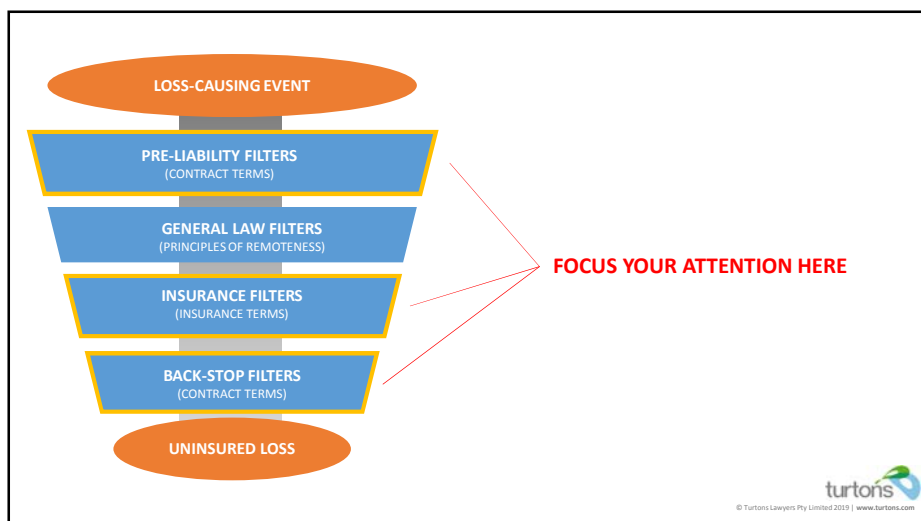 LOSS-CAUSING EVENT
PRE-LIABILITY FILTERS
(CONTRACT TERMS)
GENERAL LAW FILTERS
(PRINCIPLES OF REMOTENESS)
FOCUS YOUR ATTENTION HERE
INSURANCE FILTERS
(INSURANCE TERMS)
BACK-STOP FILTERS
(CONTRACT TERMS)
UNINSURED LOSS
turtons
© Turtons Lawyers Pty Limited 2019 | www.turtons.com